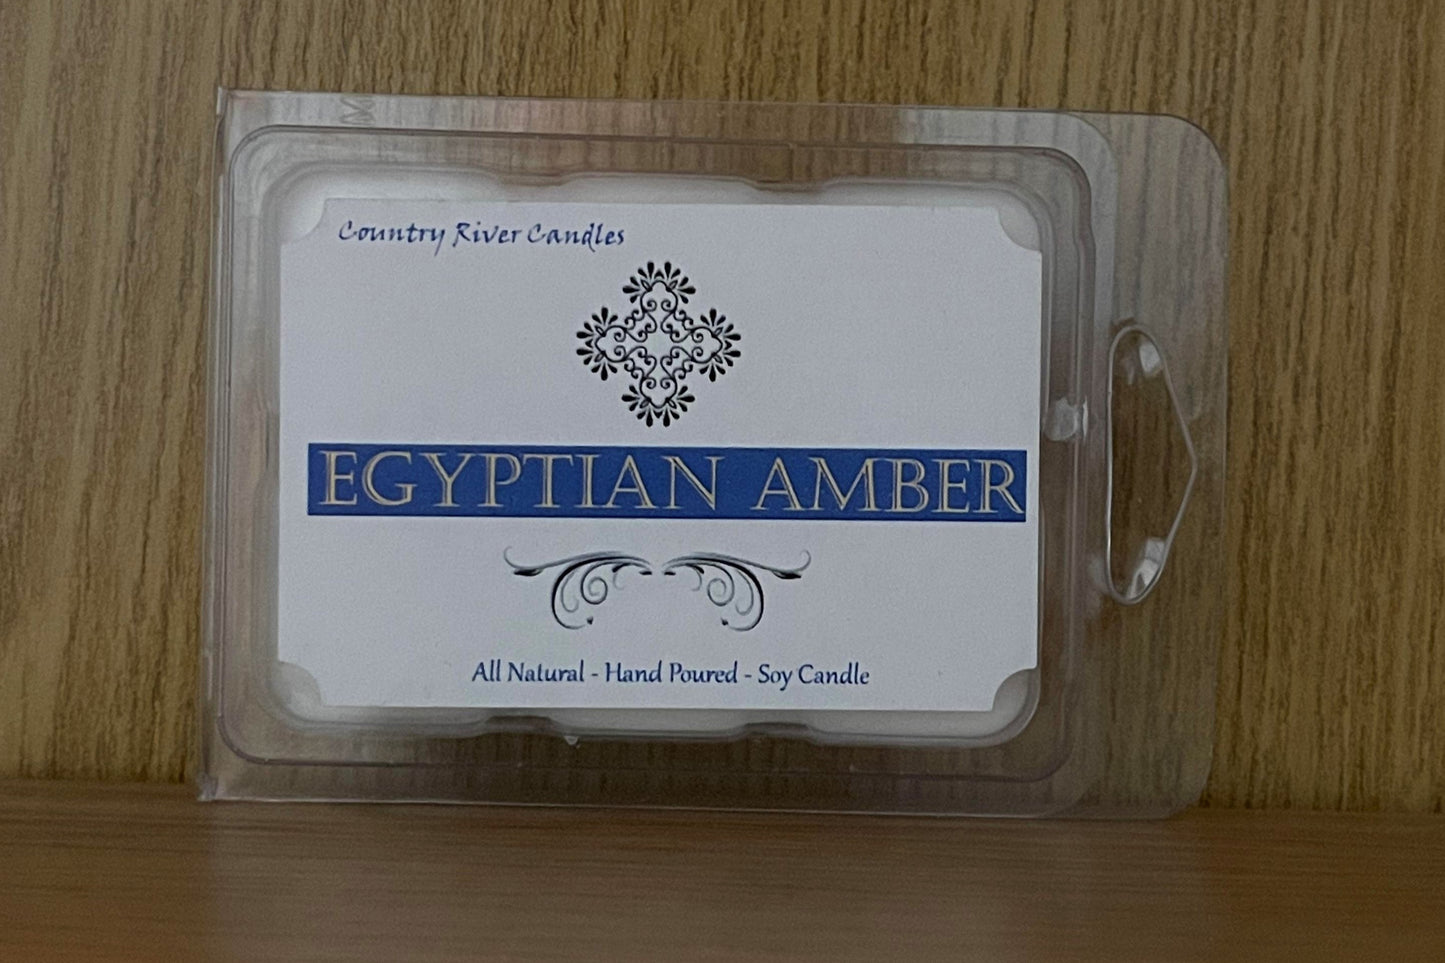 Country River Candles
EGYPTIAN AMBER
All Natural - Hand Poured - Soy Candle